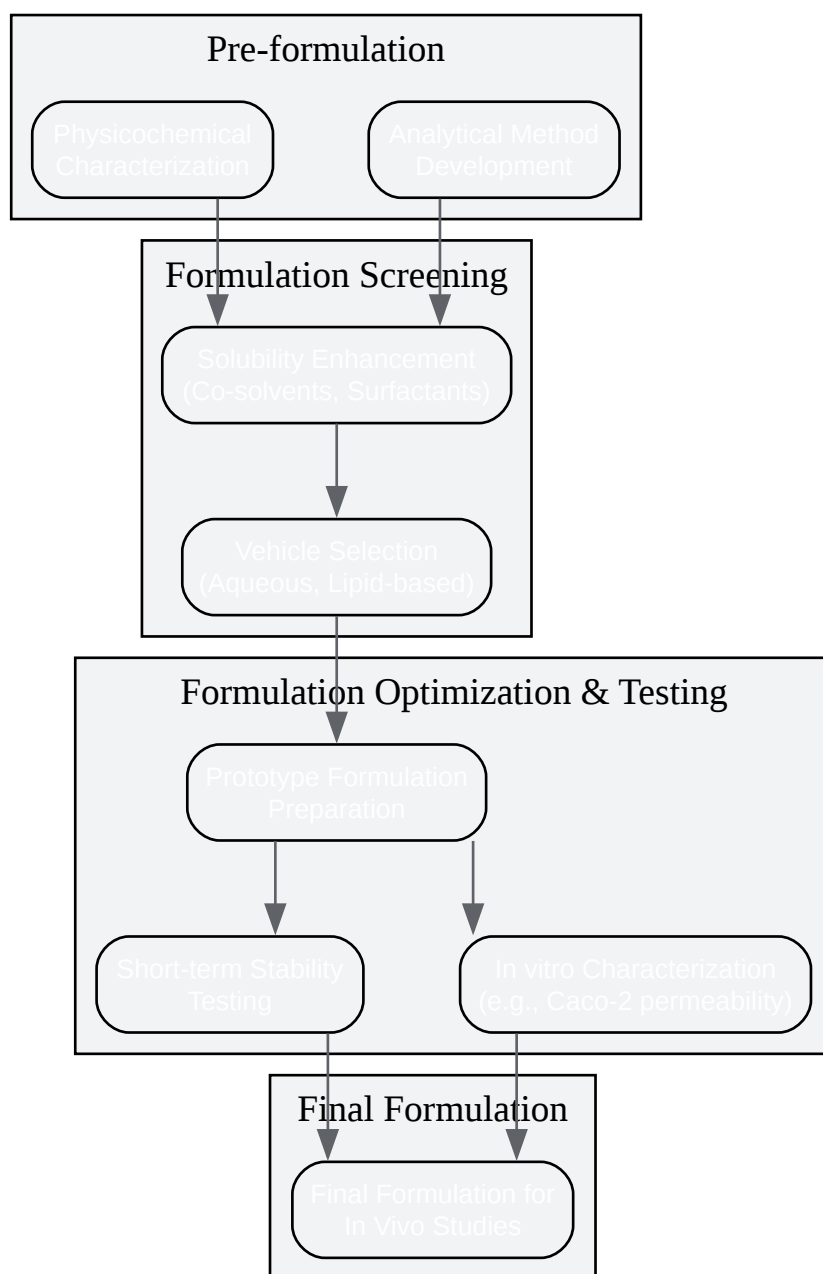 Pre-formulation
Physicochemical
Characterization
Analytical Method
Development
Formulation Screening
Solubility Enhancement
(Co-solvents, Surfactants)
Vehicle Selection
(Aqueous, Lipid-based)
Formulation Optimization & Testing
Prototype Formulation
Preparation
Short-term Stability
Testing
In vitro Characterization
(e.g., Caco-2 permeability)
Final Formulation
Final Formulation for
In Vivo Studies